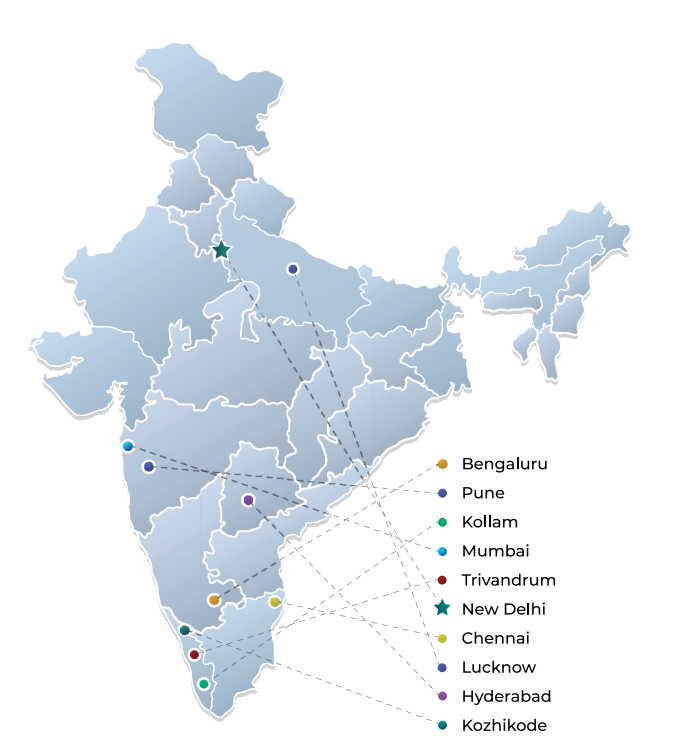 Bengaluru
Pune
Kollam
Mumbai
Trivandrum
New Delhi
Chennai
Lucknow
Hyderabad
Kozhikode